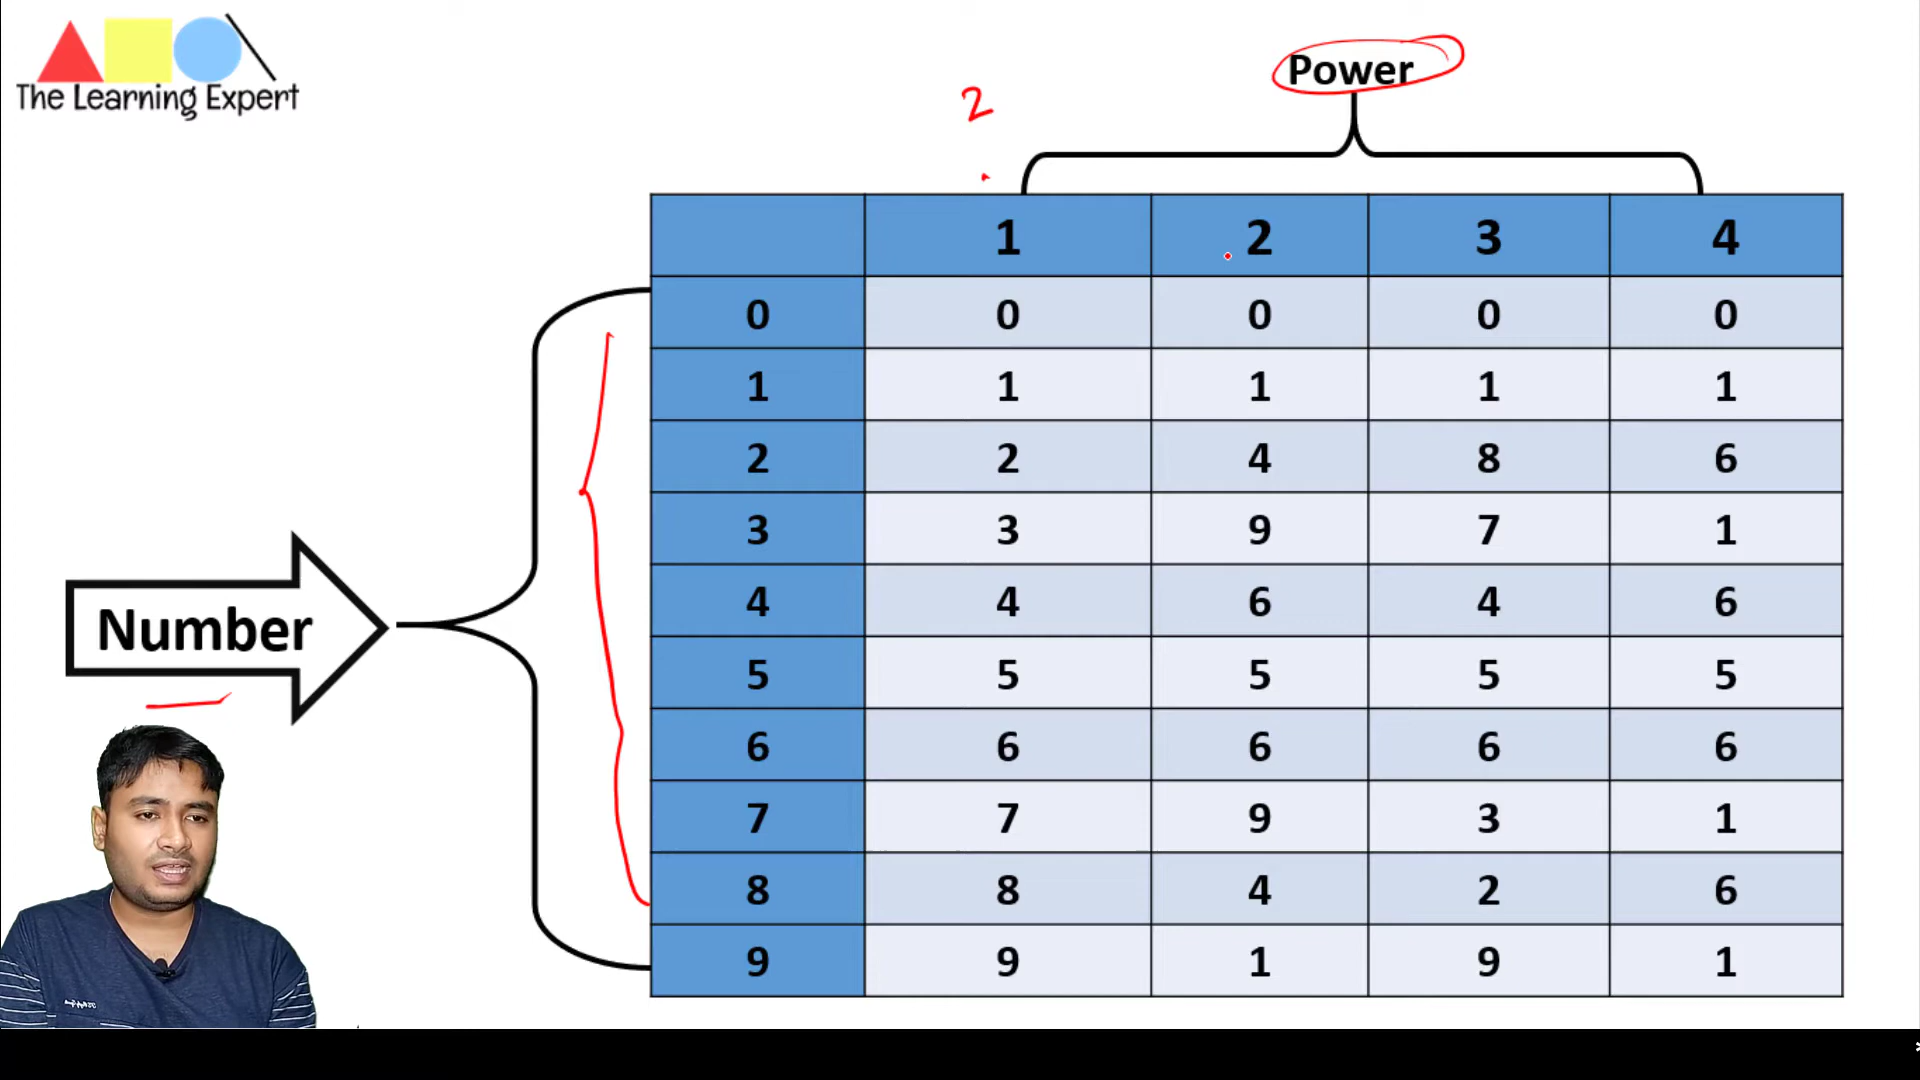 The Learning Expert
Power
2
1 2 3 4
0 0 0 0 0
1 1 1 1 1
2 2 4 8 6
3 3 9 7 1
4 4 6 4 6
5 5 5 5 5
6 6 6 6 6
7 7 9 3 1
8 8 4 2 6
9 9 1 9 1
Number